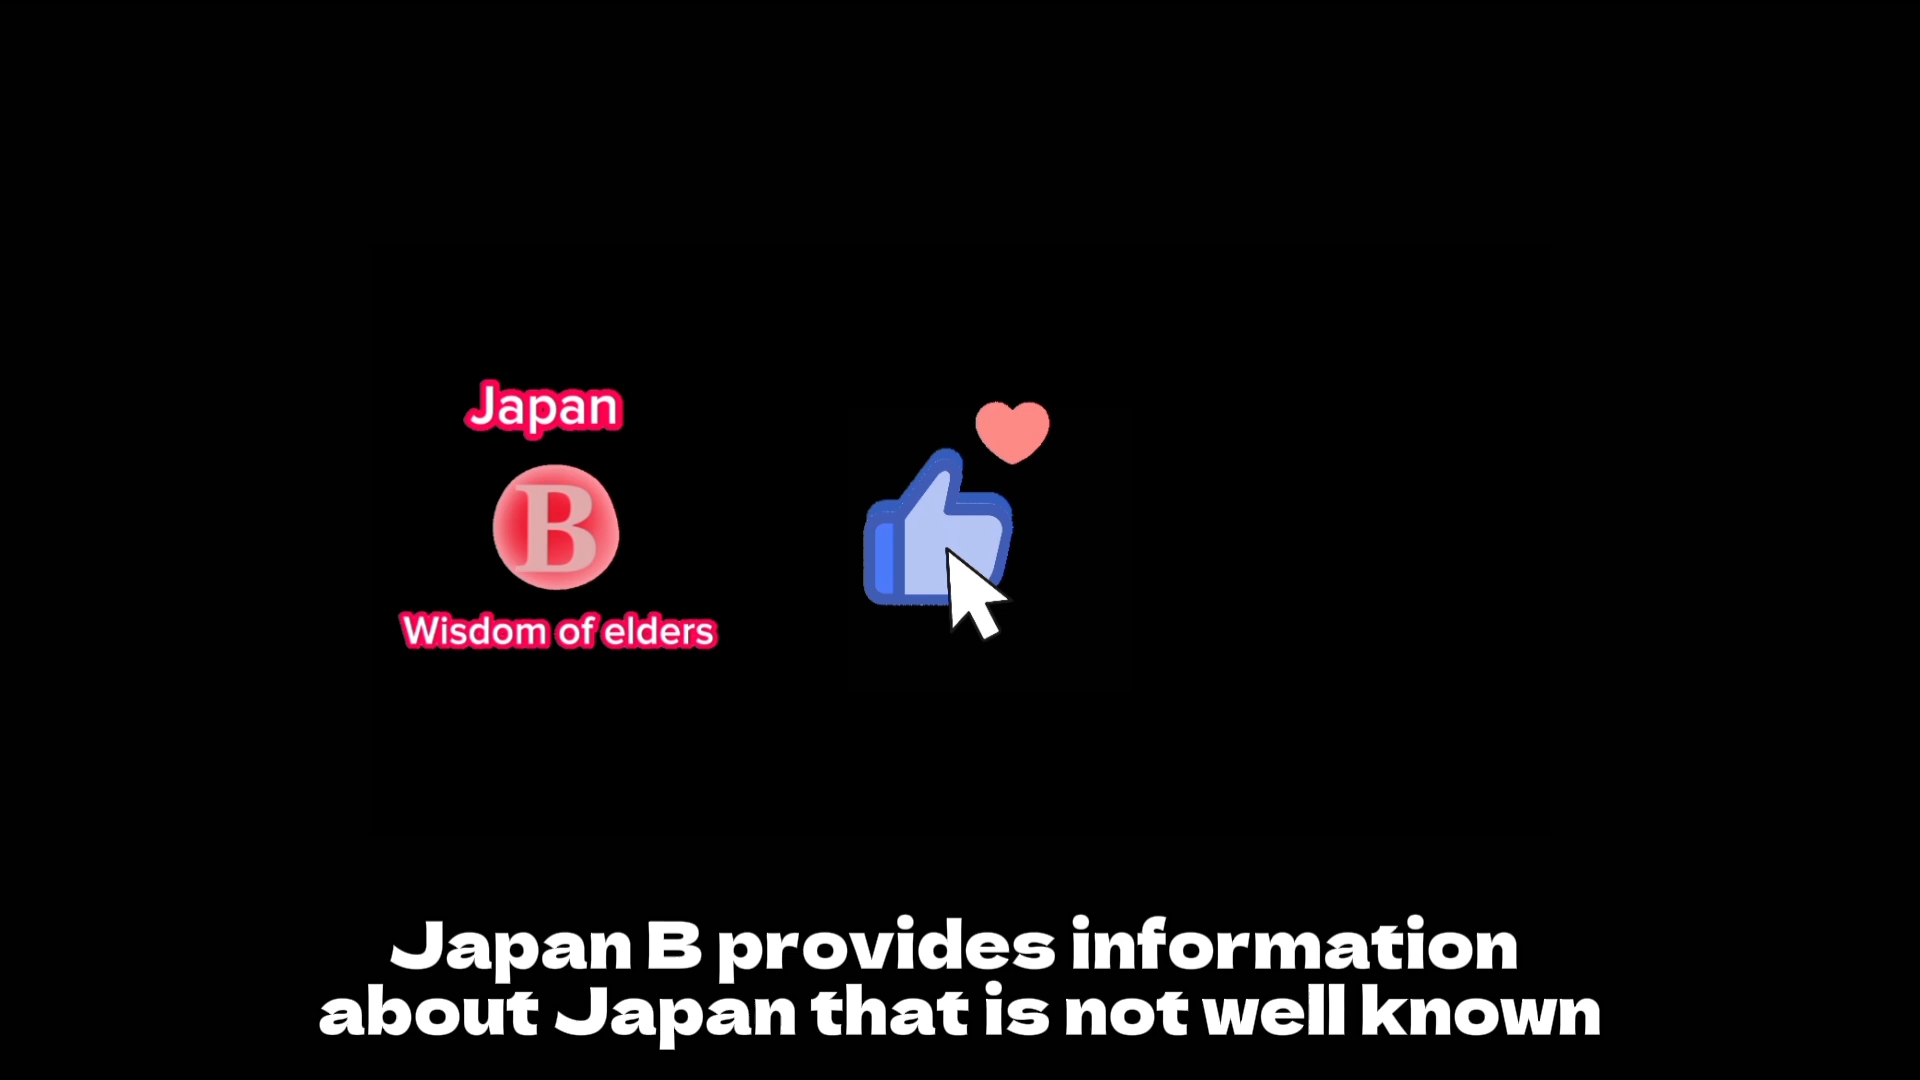 Japan
B
Wisdom of elders
Japan B provides information
about Japan that is not well known